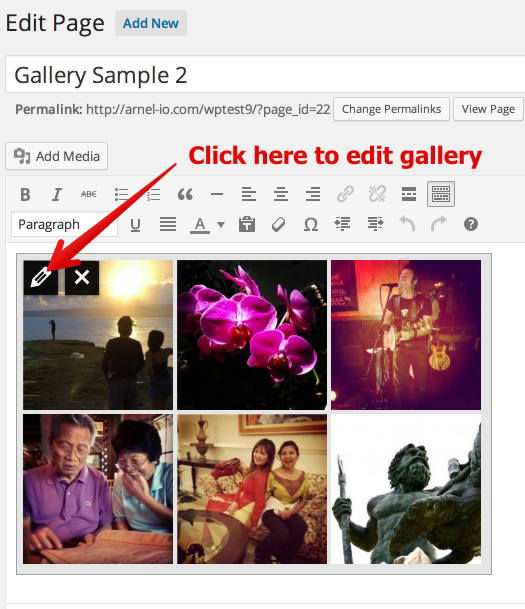 Edit Page Add New
Gallery Sample 2
Permalink: http://arnel-io.com/wptest9/?page_id=22 Change Permalinks View Page
Add Media
Click here to edit gallery
B I ABC
Paragraph U A Ω ?